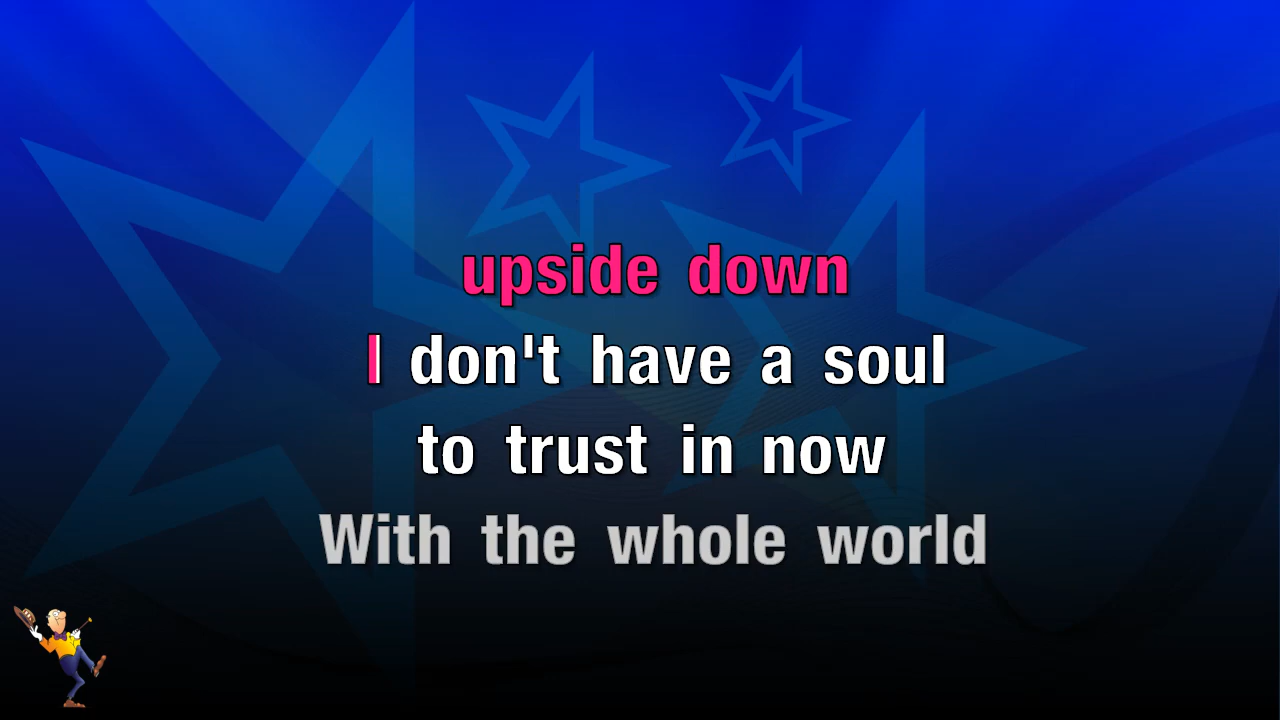 upside down
I don't have a soul
to trust in now
With the whole world